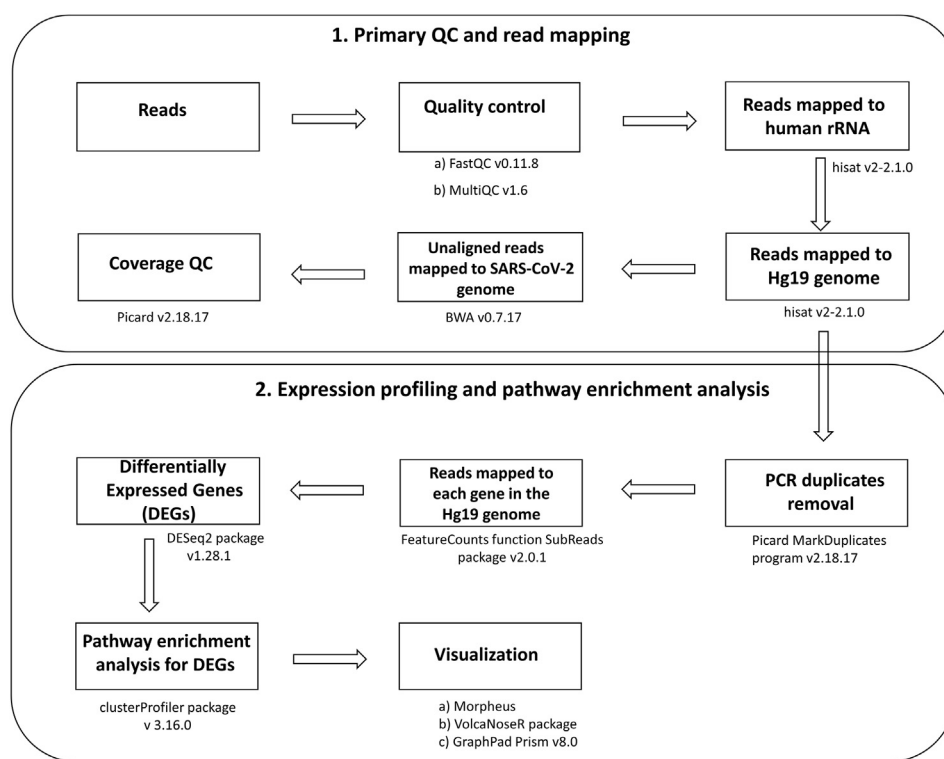 1. Primary QC and read mapping
Reads
Quality control
a) FastQC v0.11.8
b) MultiQC v1.6
Reads mapped to
human rRNA
hisat v2-2.1.0
Reads mapped to
Hg19 genome
hisat v2-2.1.0
Unaligned reads
mapped to SARS-CoV-2
genome
BWA v0.7.17
Coverage QC
Picard v2.18.17
2. Expression profiling and pathway enrichment analysis
PCR duplicates
removal
Picard MarkDuplicates
program v2.18.17
Reads mapped to
each gene in the
Hg19 genome
FeatureCounts function SubReads
package v2.0.1
Differentially
Expressed Genes
(DEGs)
DESeq2 package
v1.28.1
Pathway enrichment
analysis for DEGs
clusterProfiler package
v 3.16.0
Visualization
a) Morpheus
b) VolcaNoseR package
c) GraphPad Prism v8.0